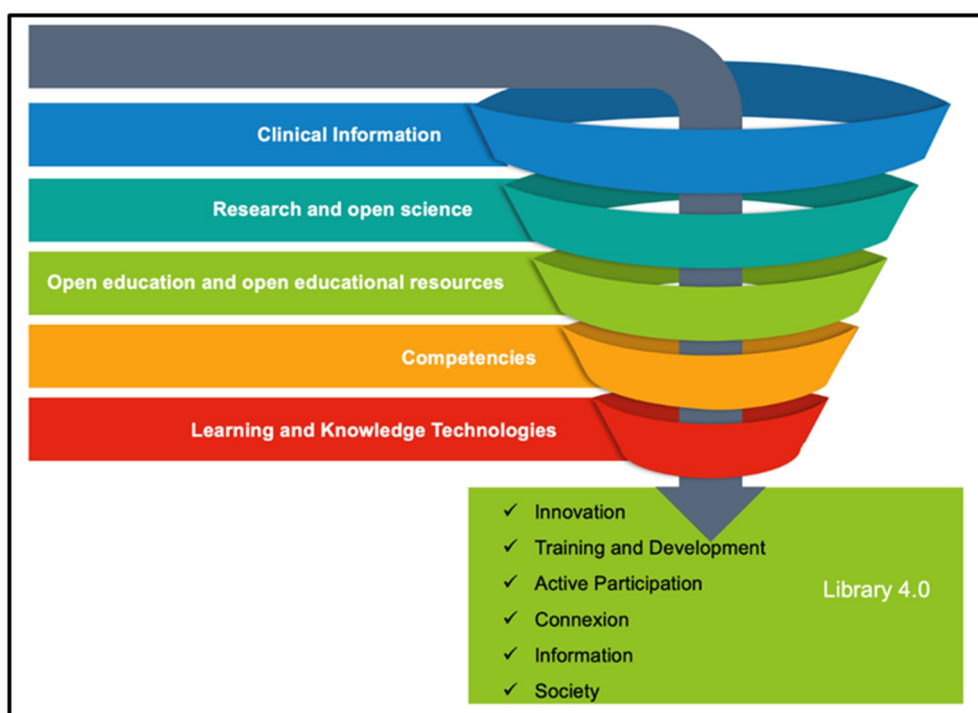 Clinical Information
Research and open science
Open education and open educational resources
Competencies
Learning and Knowledge Technologies
✓ Innovation
✓ Training and Development
✓ Active Participation
Library 4.0
✓ Connexion
✓ Information
✓ Society